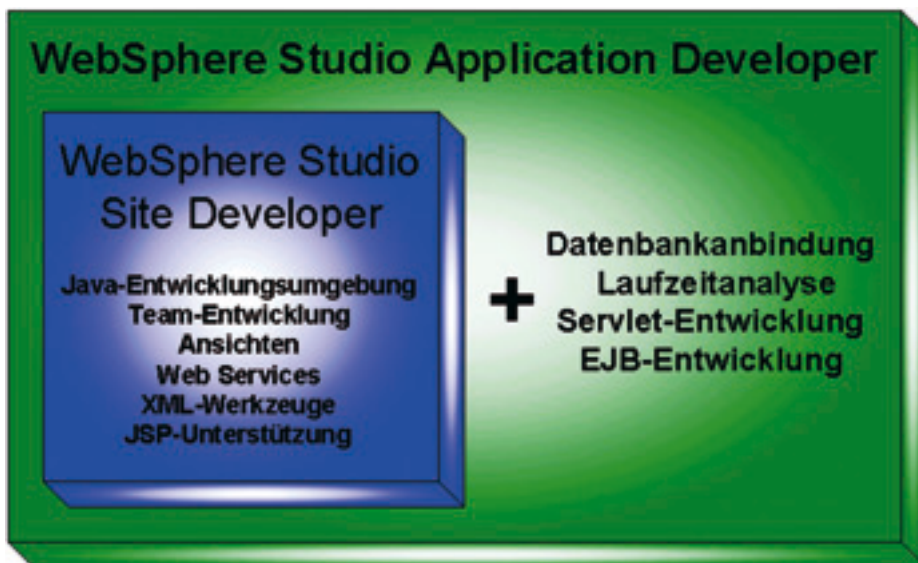 WebSphere Studio Application Developer
WebSphere Studio
Site Developer
Java-Entwicklungsumgebung
Team-Entwicklung
Ansichten
Web Services
XML-Werkzeuge
JSP-Unterstützung
+
Datenbankanbindung
Laufzeitanalyse
Servlet-Entwicklung
EJB-Entwicklung